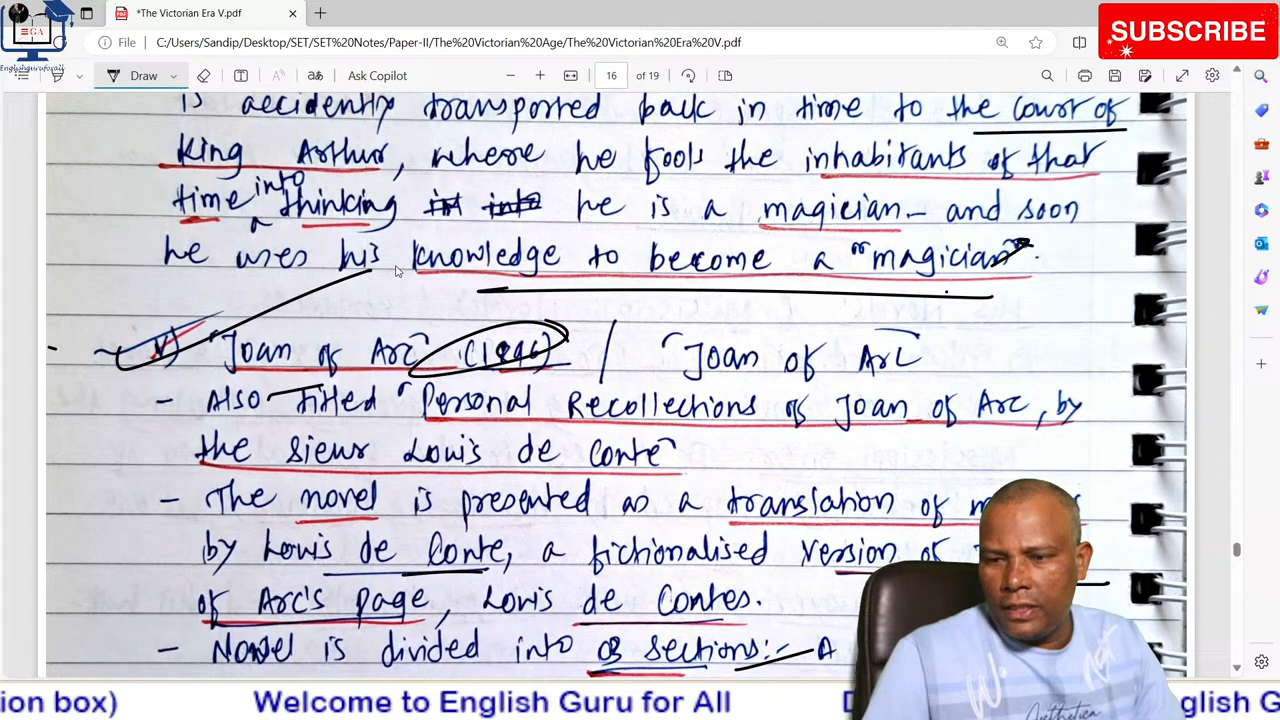 *The Victorian Era V.pdf
SUBSCRIBE
EGA
Englishguruforall
File C:/Users/Sandip/Desktop/SET/SET%20Notes/Paper-II/The%20Victorian%20Age/The%20Victorian%20Era%20V.pdf
Draw Ask Copilot 16 of 19
is accidently transported back in time to the court of
King Arthur, where he fools the inhabitants of that
time into thinking he is a magician - and soon
he uses his knowledge to become a "magician".
V) "Joan of Arc" (1896) / "Joan of Arc"
- Also titled "Personal Recollections of Joan of Arc, by
the sieur Louis de Conte"
- The novel is presented as a translation of
by Louis de Conte, a fictionalised version of
of Arc's page, Louis de Contes.
- Novel is divided into 03 sections:- A
tion box) Welcome to English Guru for All